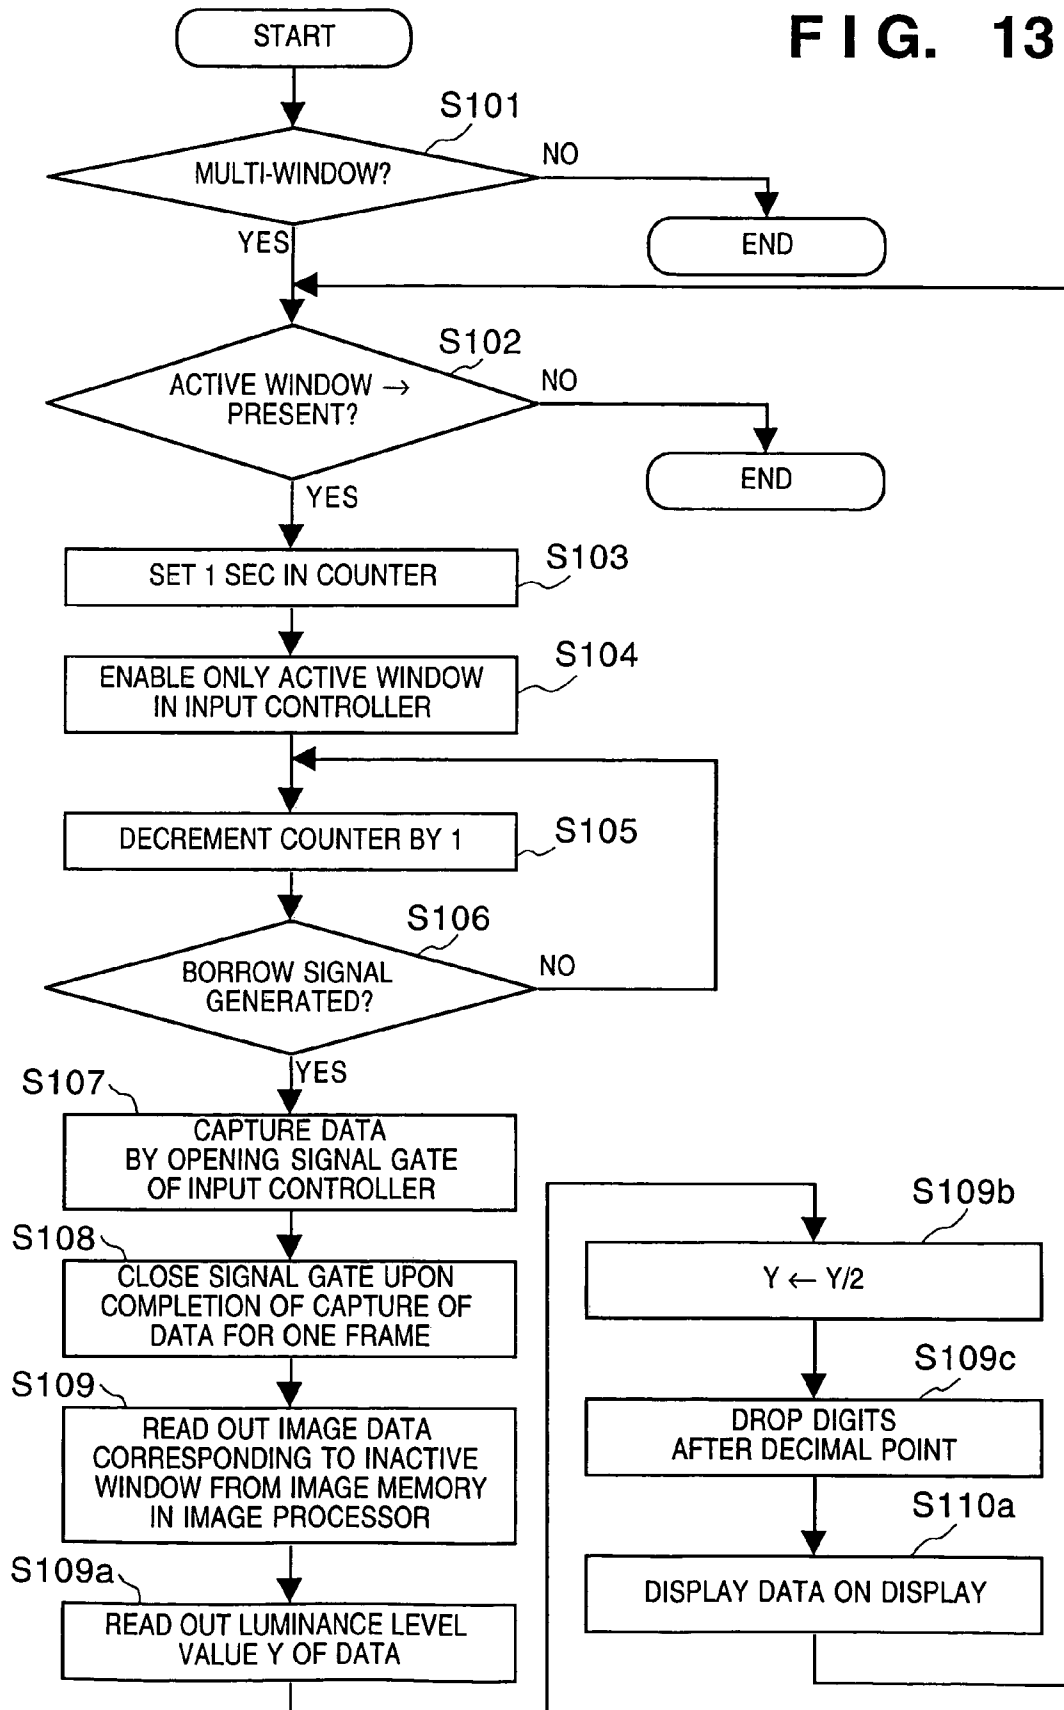 FIG. 13
START
S101
MULTI-WINDOW?
NO
YES
END
S102
ACTIVE WINDOW →
PRESENT?
NO
YES
END
S103
SET 1 SEC IN COUNTER
S104
ENABLE ONLY ACTIVE WINDOW
IN INPUT CONTROLLER
S105
DECREMENT COUNTER BY 1
S106
BORROW SIGNAL
GENERATED?
NO
YES
S107
CAPTURE DATA
BY OPENING SIGNAL GATE
OF INPUT CONTROLLER
S108
CLOSE SIGNAL GATE UPON
COMPLETION OF CAPTURE OF
DATA FOR ONE FRAME
S109
READ OUT IMAGE DATA
CORRESPONDING TO INACTIVE
WINDOW FROM IMAGE MEMORY
IN IMAGE PROCESSOR
S109a
READ OUT LUMINANCE LEVEL
VALUE Y OF DATA
S109b
Y ← Y/2
S109c
DROP DIGITS
AFTER DECIMAL POINT
S110a
DISPLAY DATA ON DISPLAY